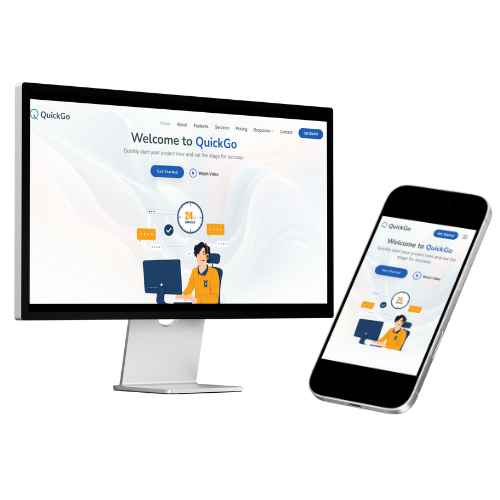 QuickGo
Home About Features Services Pricing Dropdown Contact Get Started
Welcome to QuickGo
Quickly start your project now and set the stage for success
Get Started Watch Video
24
SERVICE
QuickGo
Get Started
Welcome to QuickGo
Quickly start your project now and set the
stage for success
Get Started Watch Video
24